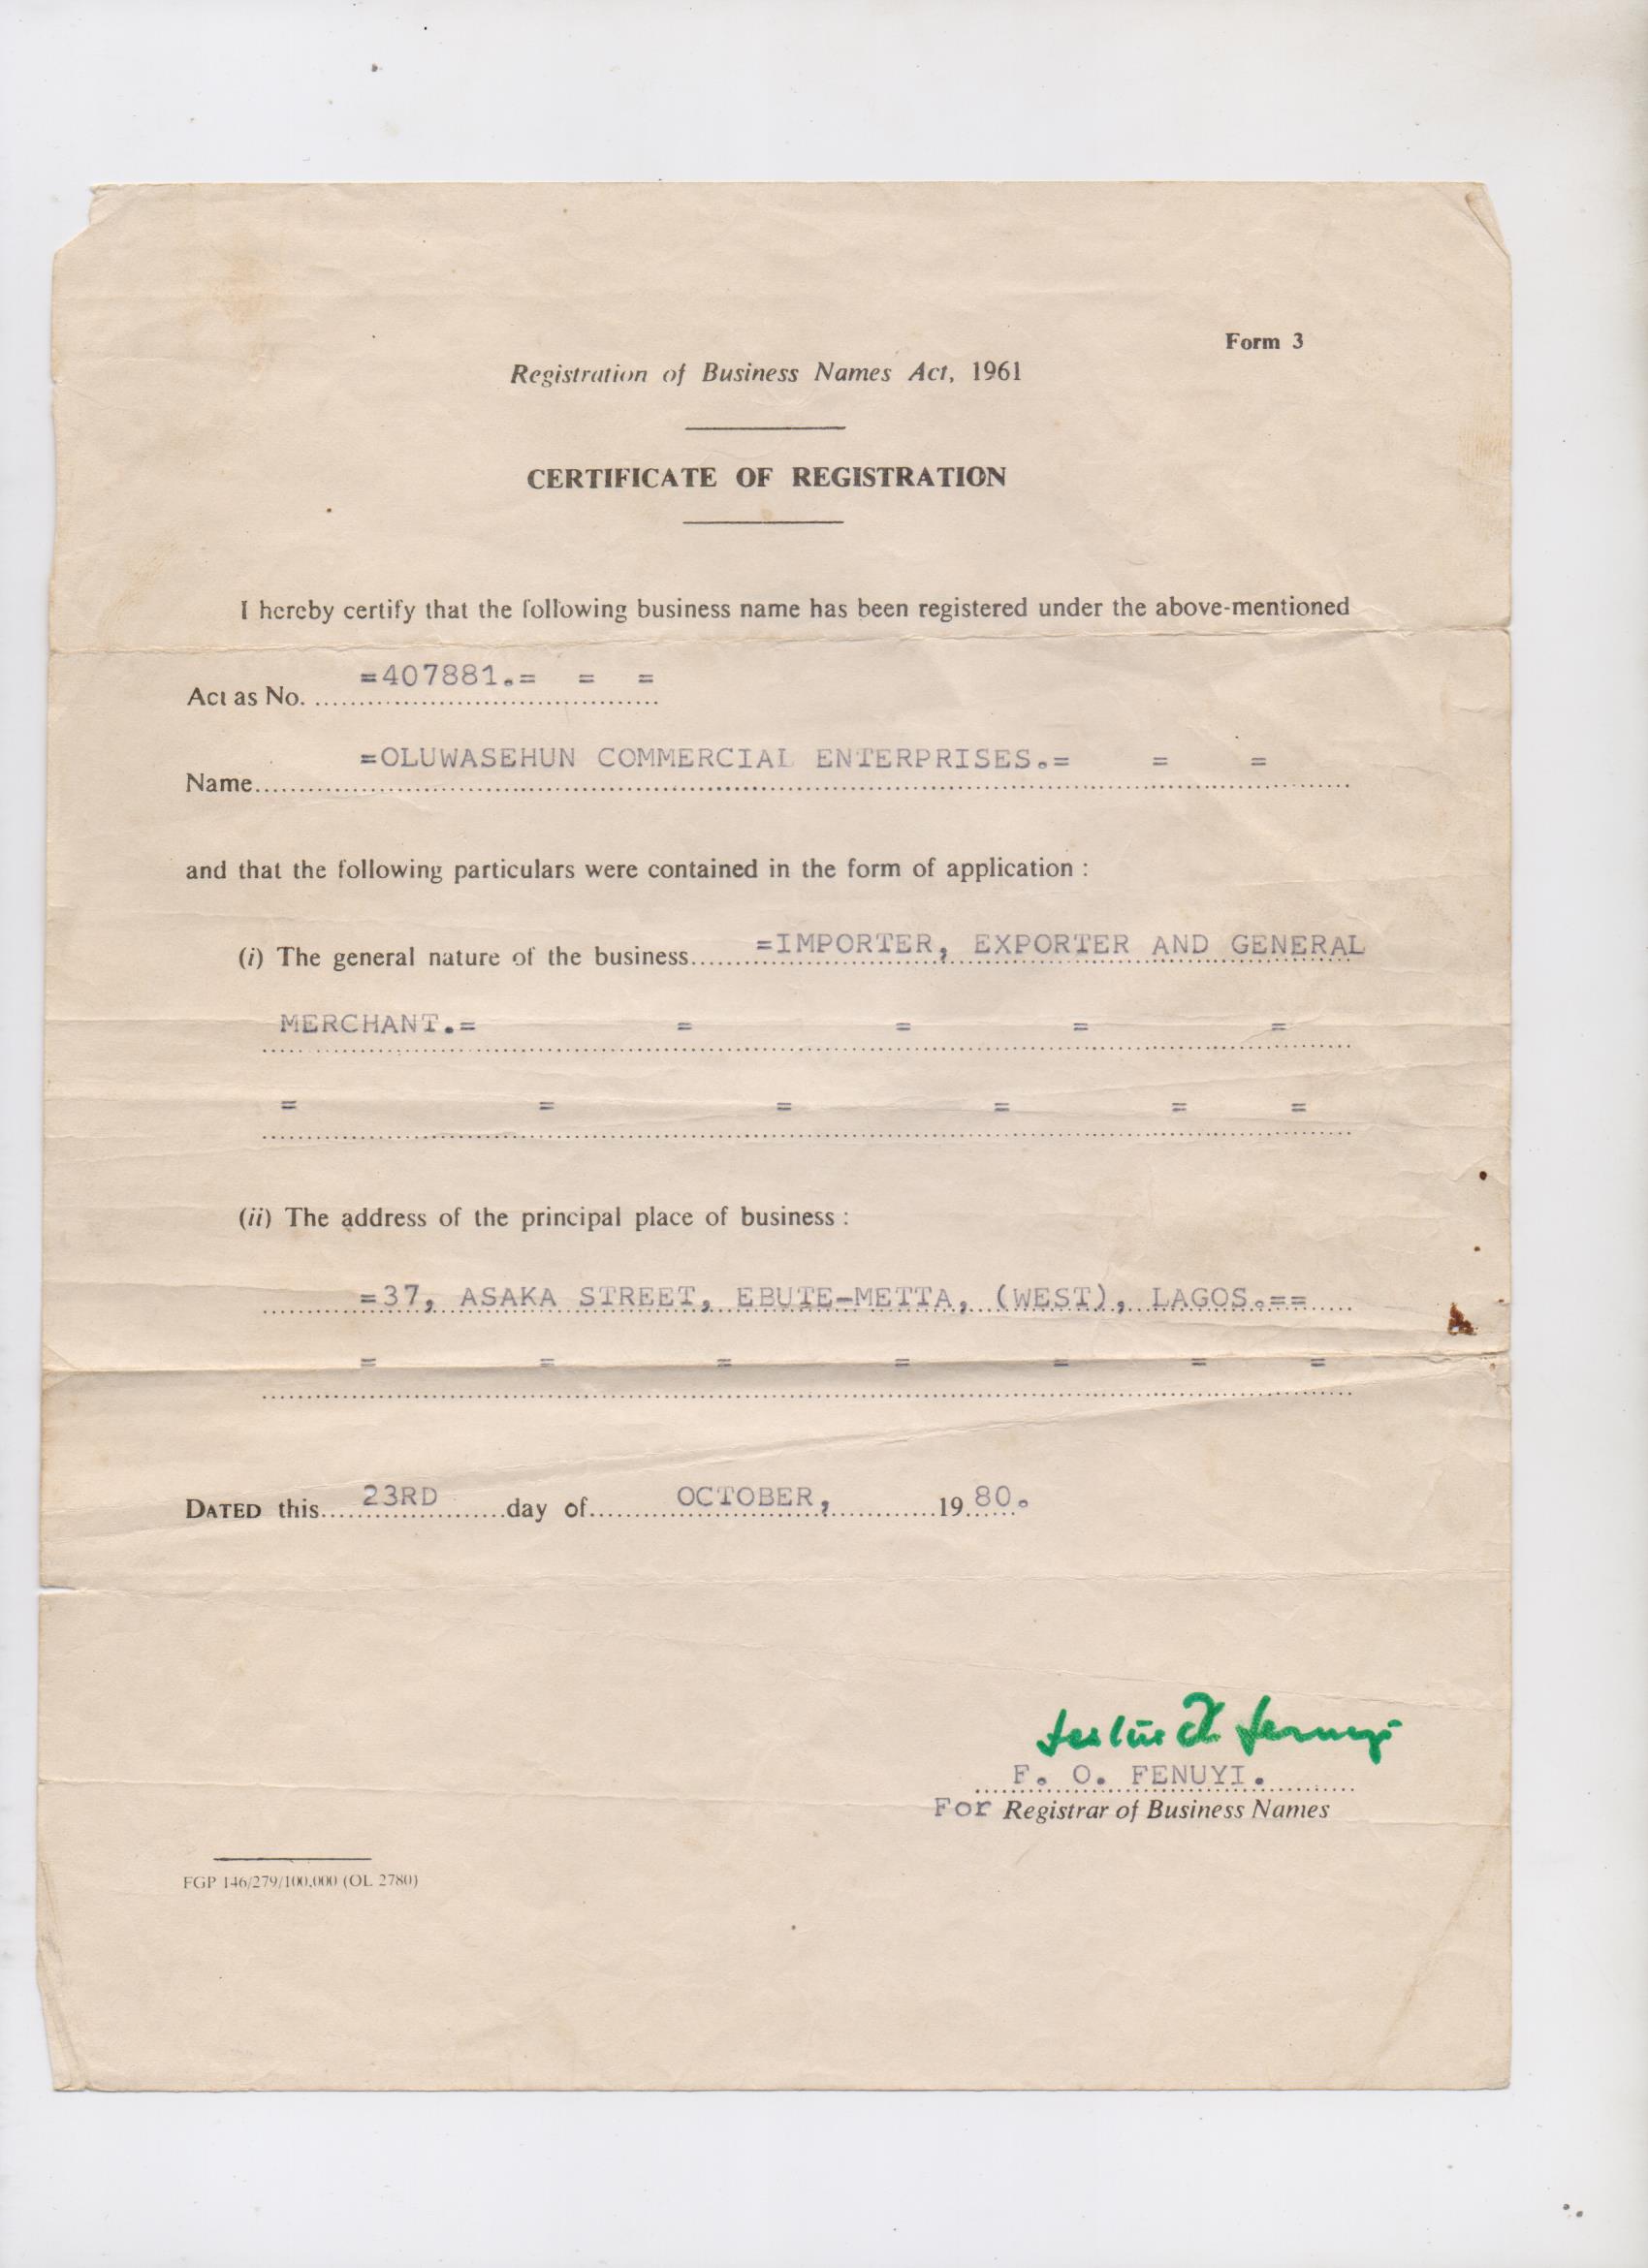 Form 3
Registration of Business Names Act, 1961
CERTIFICATE OF REGISTRATION
I hereby certify that the following business name has been registered under the above-mentioned
Act as No. =407881.= = =
Name =OLUWASEHUN COMMERCIAL ENTERPRISES.= = =
and that the following particulars were contained in the form of application :
(i) The general nature of the business =IMPORTER, EXPORTER AND GENERAL
MERCHANT.= = = = =
= = = = = =
(ii) The address of the principal place of business :
=37, ASAKA STREET, EBUTE-METTA, (WEST), LAGOS.==
= = = = = = =
DATED this 23RD day of OCTOBER, 19 80.
F. O. FENUYI.
For Registrar of Business Names
FGP 146/279/100,000 (OL 2780)